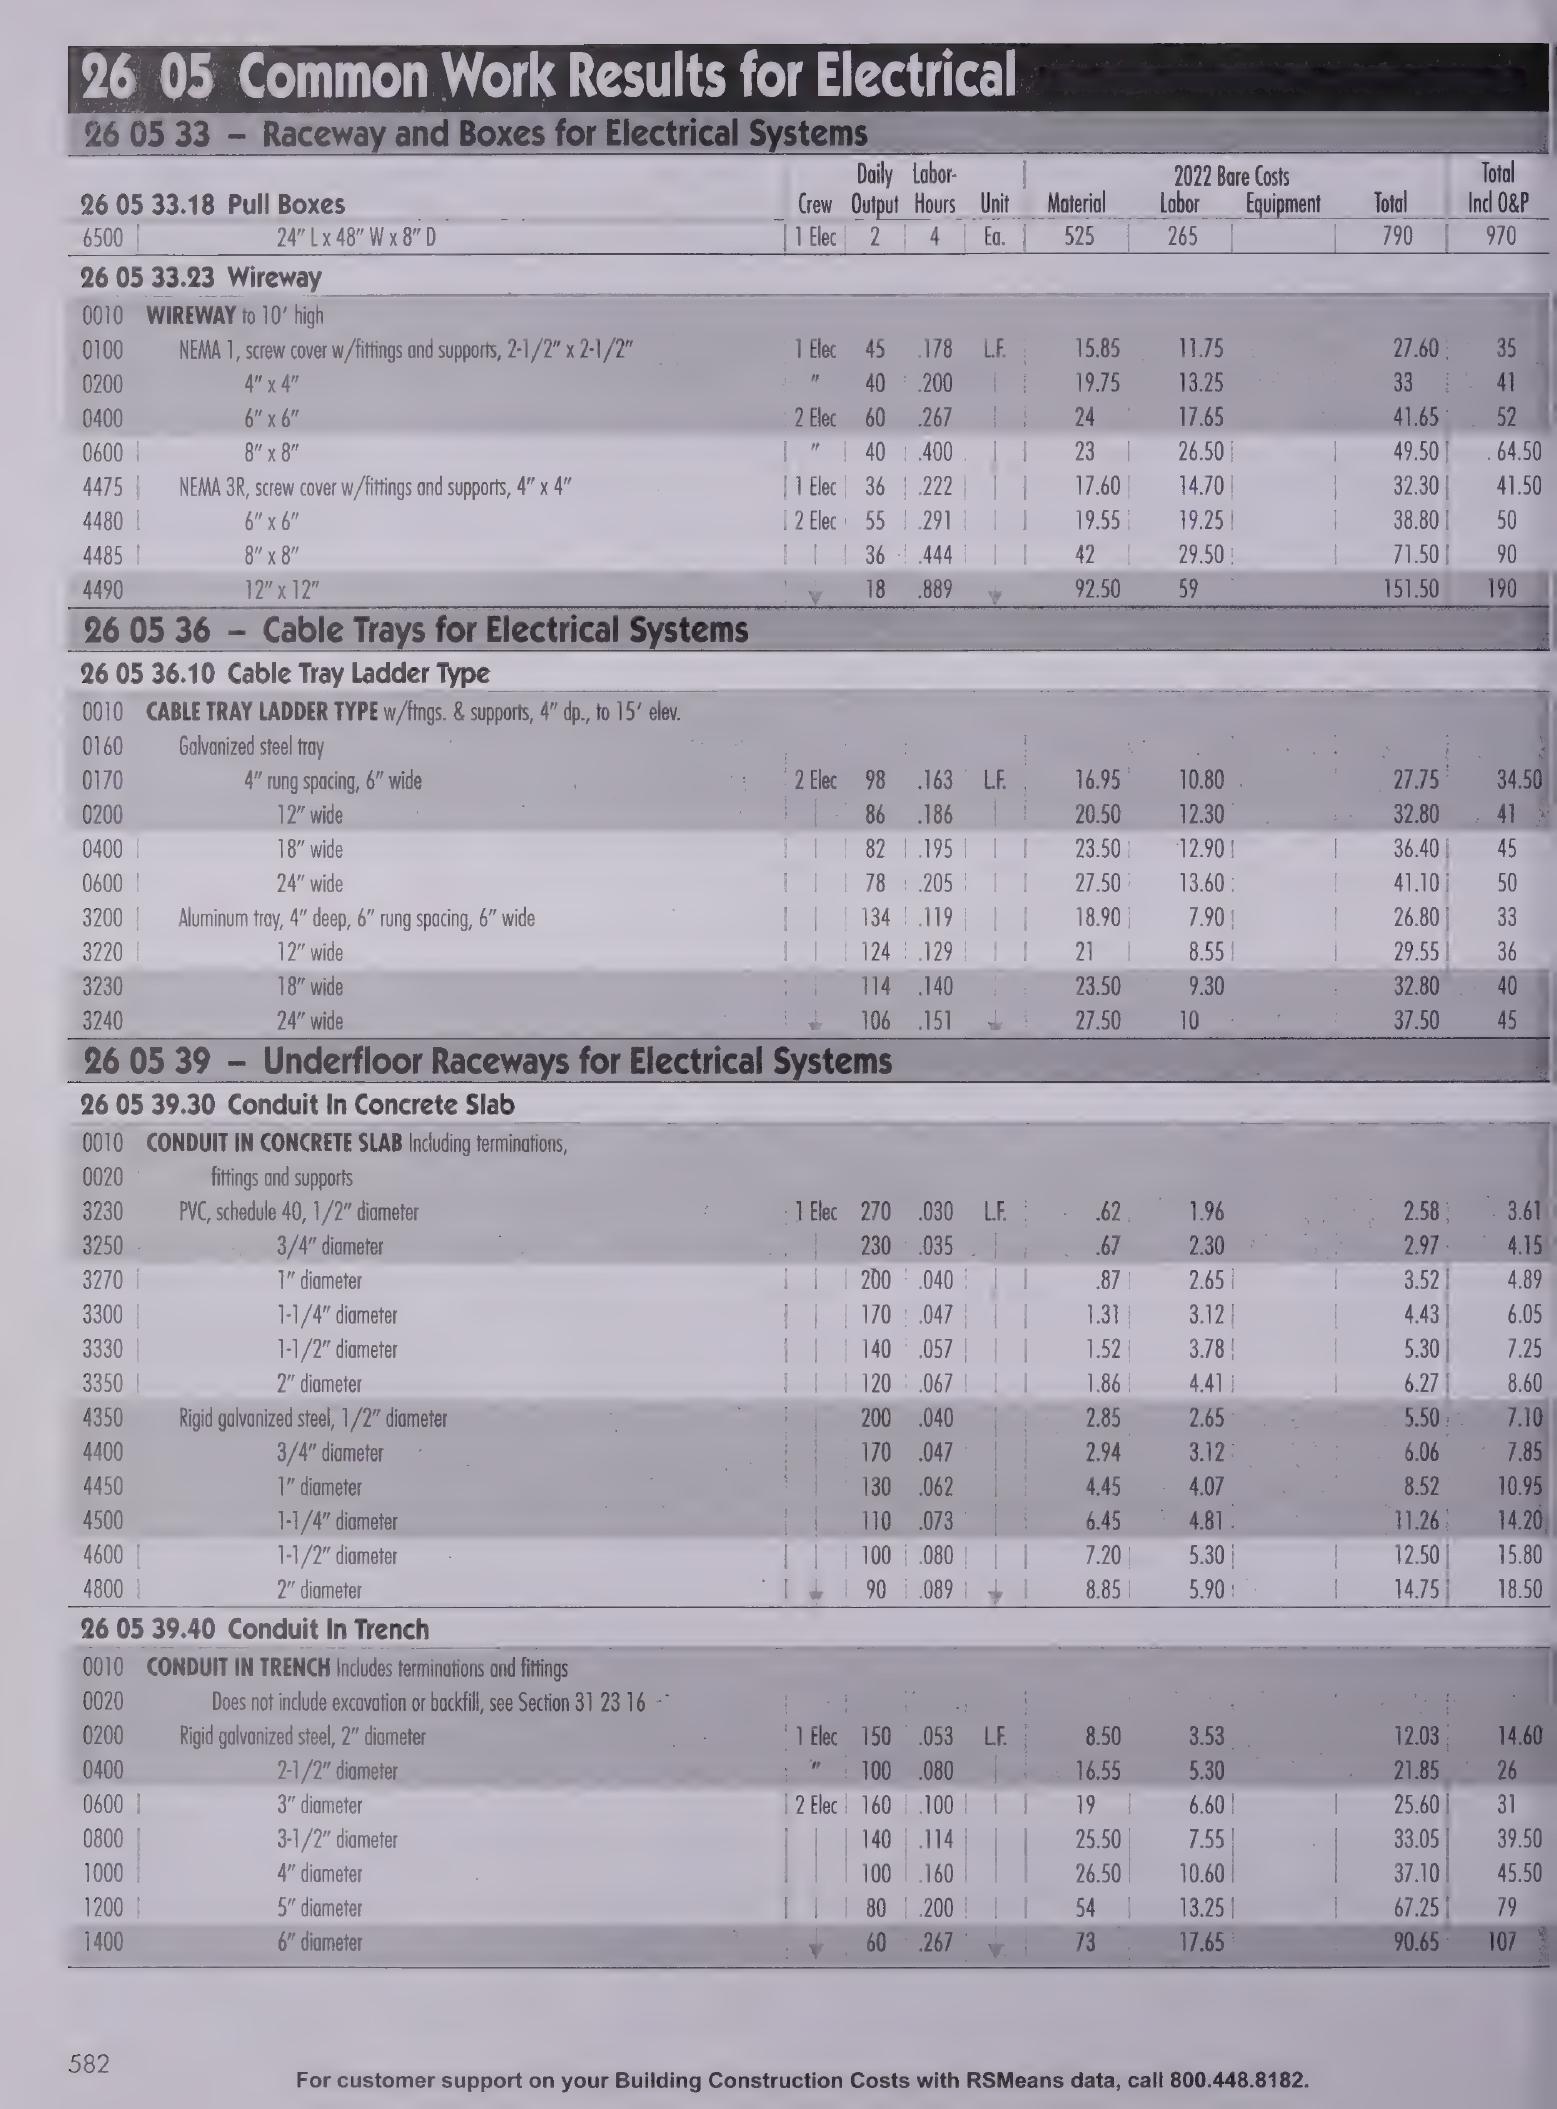 26 05 Common Work Results for Electrical
26 05 33 – Raceway and Boxes for Electrical Systems
26 05 33.18 Pull Boxes Crew Daily Output Labor-Hours Unit Material 2022 Bare Costs Labor Equipment Total Total Incl O&P
6500 24" L x 48" W x 8" D 1 Elec 2 4 Ea. 525 265 790 970
26 05 33.23 Wireway
0010 WIREWAY to 10' high
0100 NEMA 1, screw cover w/fittings and supports, 2-1/2" x 2-1/2" 1 Elec 45 .178 L.F. 15.85 11.75 27.60 35
0200 4" x 4" " 40 .200 19.75 13.25 33 41
0400 6" x 6" 2 Elec 60 .267 24 17.65 41.65 52
0600 8" x 8" " 40 .400 23 26.50 49.50 64.50
4475 NEMA 3R, screw cover w/fittings and supports, 4" x 4" 1 Elec 36 .222 17.60 14.70 32.30 41.50
4480 6" x 6" 2 Elec 55 .291 19.55 19.25 38.80 50
4485 8" x 8" 36 .444 42 29.50 71.50 90
4490 12" x 12" 18 .889 92.50 59 151.50 190
26 05 36 – Cable Trays for Electrical Systems
26 05 36.10 Cable Tray Ladder Type
0010 CABLE TRAY LADDER TYPE w/ftngs. & supports, 4" dp., to 15' elev.
0160 Galvanized steel tray
0170 4" rung spacing, 6" wide 2 Elec 98 .163 L.F. 16.95 10.80 27.75 34.50
0200 12" wide 86 .186 20.50 12.30 32.80 41
0400 18" wide 82 .195 23.50 12.90 36.40 45
0600 24" wide 78 .205 27.50 13.60 41.10 50
3200 Aluminum tray, 4" deep, 6" rung spacing, 6" wide 134 .119 18.90 7.90 26.80 33
3220 12" wide 124 .129 21 8.55 29.55 36
3230 18" wide 114 .140 23.50 9.30 32.80 40
3240 24" wide 106 .151 27.50 10 37.50 45
26 05 39 – Underfloor Raceways for Electrical Systems
26 05 39.30 Conduit In Concrete Slab
0010 CONDUIT IN CONCRETE SLAB Including terminations,
0020 fittings and supports
3230 PVC, schedule 40, 1/2" diameter 1 Elec 270 .030 L.F. .62 1.96 2.58 3.61
3250 3/4" diameter 230 .035 .67 2.30 2.97 4.15
3270 1" diameter 200 .040 .87 2.65 3.52 4.89
3300 1-1/4" diameter 170 .047 1.31 3.12 4.43 6.05
3330 1-1/2" diameter 140 .057 1.52 3.78 5.30 7.25
3350 2" diameter 120 .067 1.86 4.41 6.27 8.60
4350 Rigid galvanized steel, 1/2" diameter 200 .040 2.85 2.65 5.50 7.10
4400 3/4" diameter 170 .047 2.94 3.12 6.06 7.85
4450 1" diameter 130 .062 4.45 4.07 8.52 10.95
4500 1-1/4" diameter 110 .073 6.45 4.81 11.26 14.20
4600 1-1/2" diameter 100 .080 7.20 5.30 12.50 15.80
4800 2" diameter 90 .089 8.85 5.90 14.75 18.50
26 05 39.40 Conduit In Trench
0010 CONDUIT IN TRENCH Includes terminations and fittings
0020 Does not include excavation or backfill, see Section 31 23 16
0200 Rigid galvanized steel, 2" diameter 1 Elec 150 .053 L.F. 8.50 3.53 12.03 14.60
0400 2-1/2" diameter " 100 .080 16.55 5.30 21.85 26
0600 3" diameter 2 Elec 160 .100 19 6.60 25.60 31
0800 3-1/2" diameter 140 .114 25.50 7.55 33.05 39.50
1000 4" diameter 100 .160 26.50 10.60 37.10 45.50
1200 5" diameter 80 .200 54 13.25 67.25 79
1400 6" diameter 60 .267 73 17.65 90.65 107
582
For customer support on your Building Construction Costs with RSMeans data, call 800.448.8182.